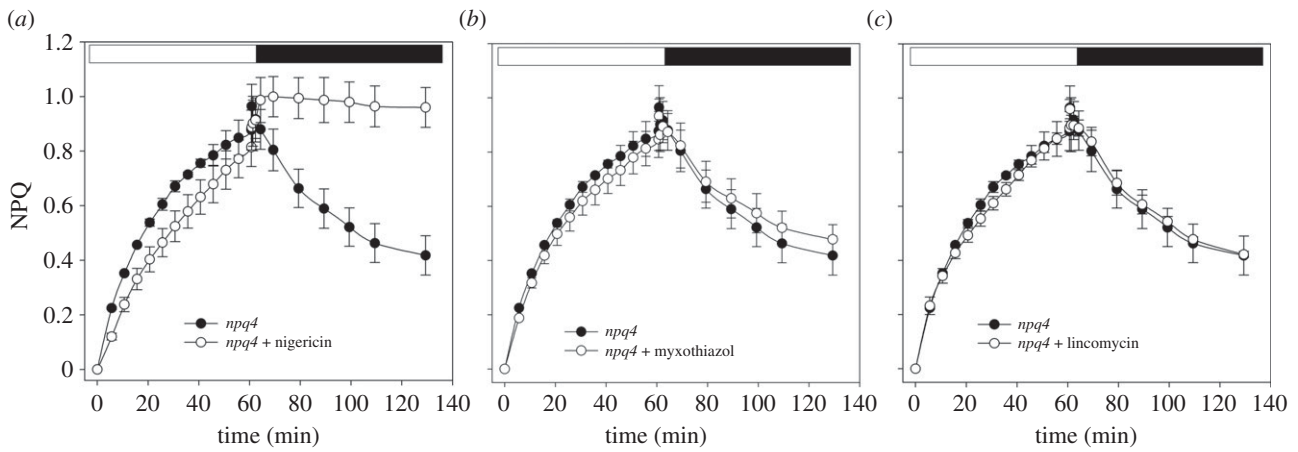 (a)
(b)
(c)
1.2
1.0
0.8
0.6
0.4
0.2
0
NPQ
npq4
npq4 + nigericin
npq4
npq4 + myxothiazol
npq4
npq4 + lincomycin
0 20 40 60 80 100 120 140
0 20 40 60 80 100 120 140
0 20 40 60 80 100 120 140
time (min)
time (min)
time (min)